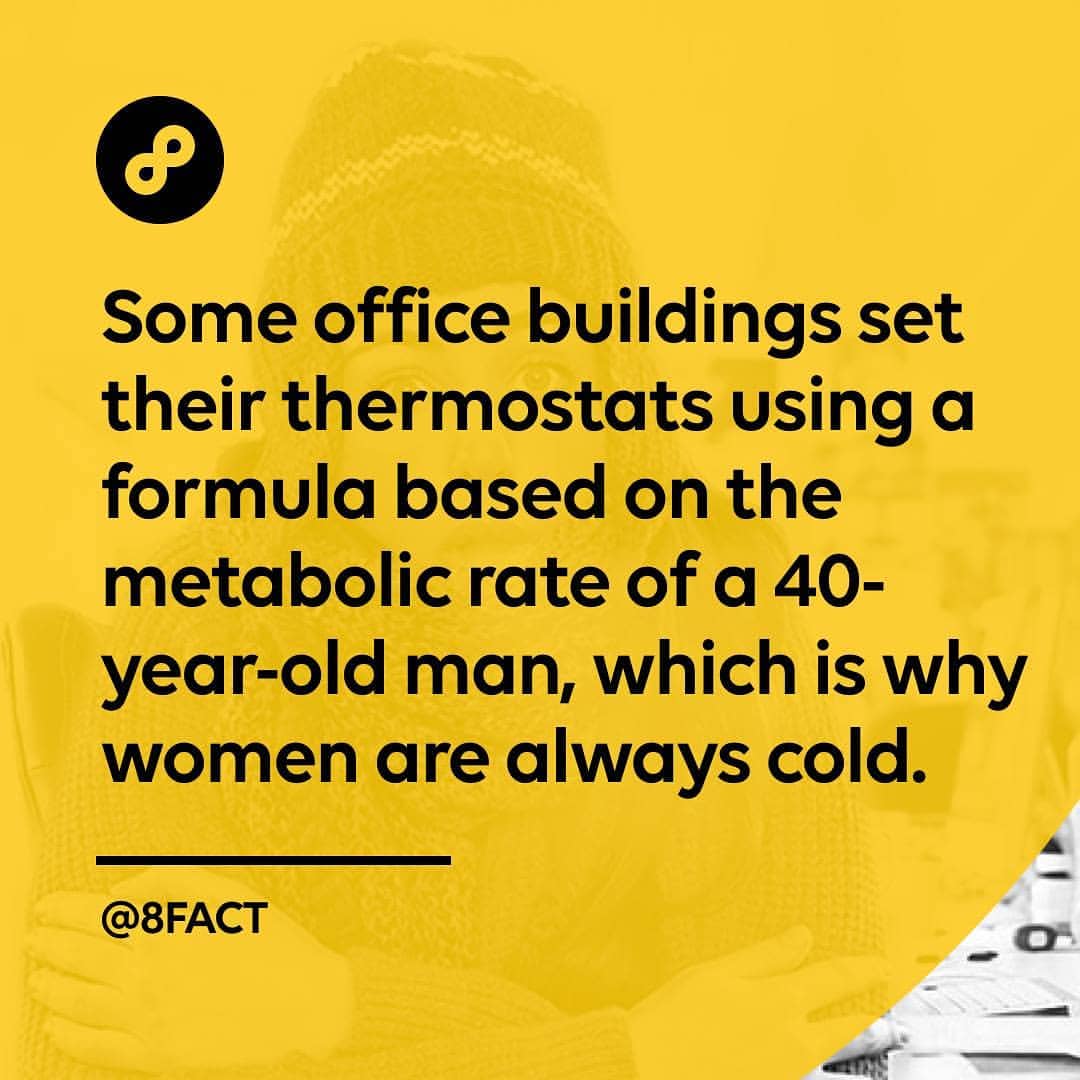 Some office buildings set
their thermostats using a
formula based on the
metabolic rate of a 40-
year-old man, which is why
women are always cold.
@8FACT